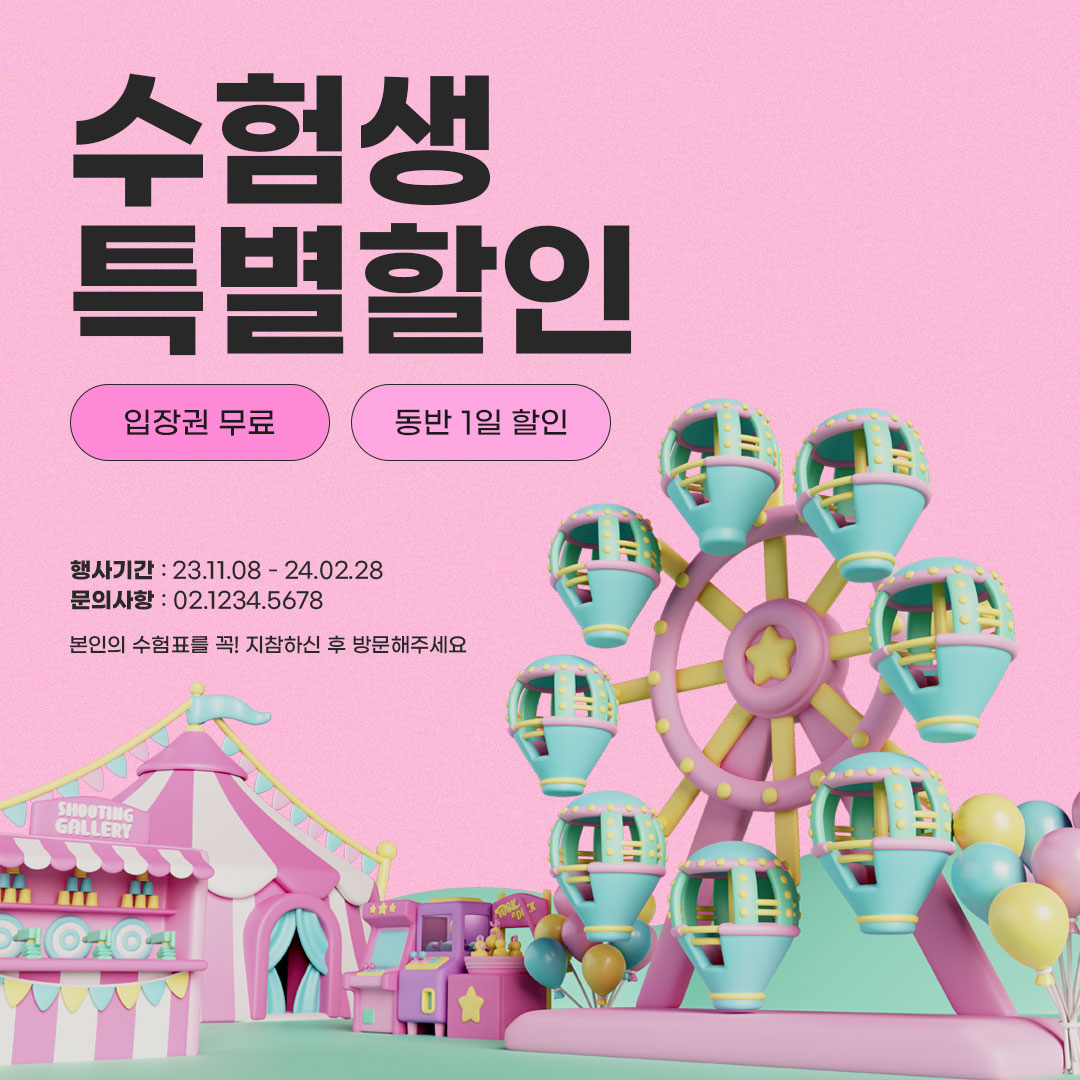 수험생
특별할인
입장권 무료
동반 1일 할인
행사기간 : 23.11.08 - 24.02.28
문의사항 : 02.1234.5678
본인의 수험표를 꼭! 지참하신 후 방문해주세요
SHOOTING
GALLERY